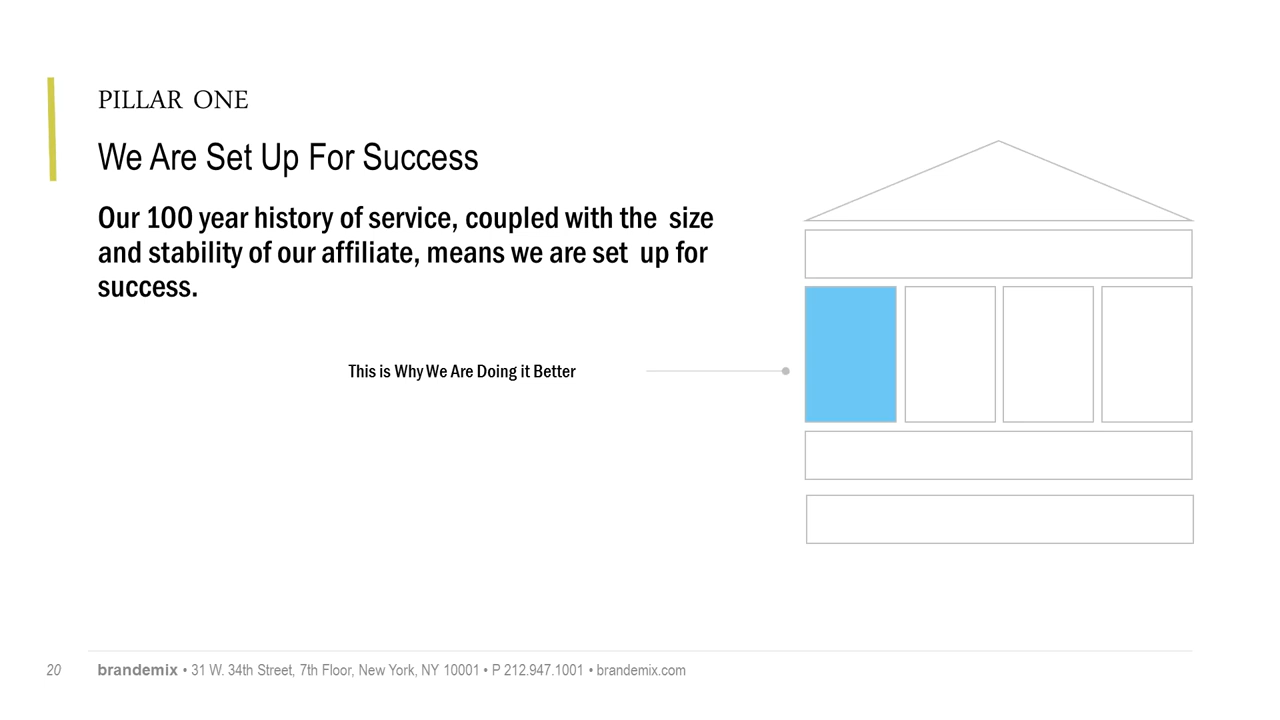 PILLAR ONE
We Are Set Up For Success
Our 100 year history of service, coupled with the size
and stability of our affiliate, means we are set up for
success.
This is Why We Are Doing it Better
20 brandemix • 31 W. 34th Street, 7th Floor, New York, NY 10001 • P 212.947.1001 • brandemix.com